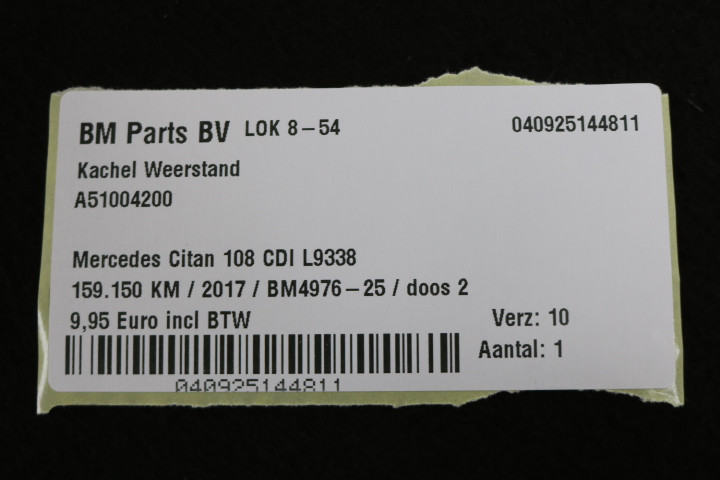 BM Parts BV LOK 8-54 040925144811
Kachel Weerstand
A51004200
Mercedes Citan 108 CDI L9338
159.150 KM / 2017 / BM4976-25 / doos 2
9,95 Euro incl BTW Verz: 10
Aantal: 1
040925144811